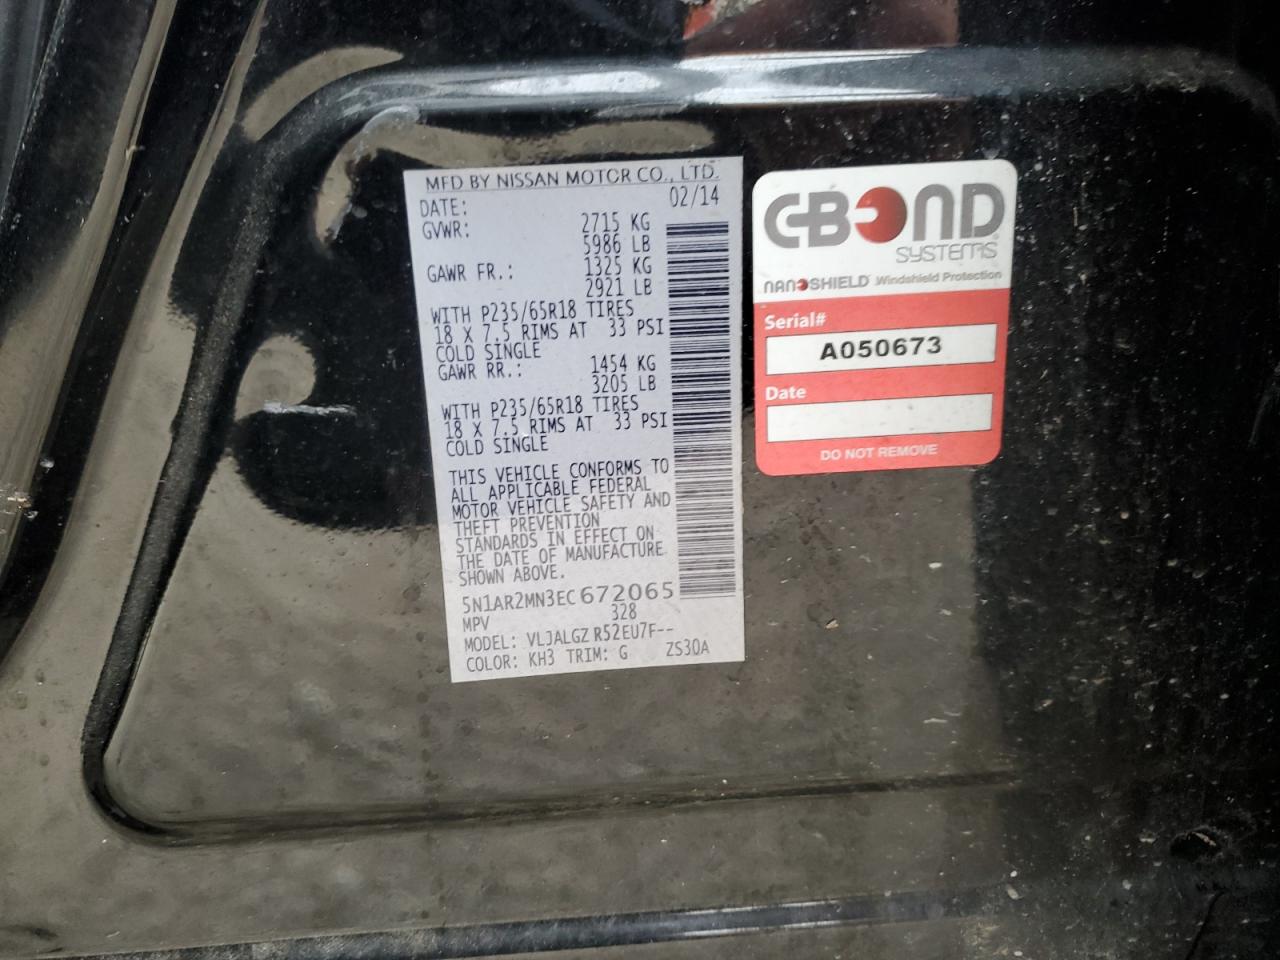 MFD BY NISSAN MOTOR CO., LTD.
DATE: 02/14
GVWR: 2715 KG
5986 LB
GAWR FR.: 1325 KG
2921 LB
WITH P235/65R18 TIRES
18 X 7.5 RIMS AT 33 PSI
COLD SINGLE
GAWR RR.: 1454 KG
3205 LB
WITH P235/65R18 TIRES
18 X 7.5 RIMS AT 33 PSI
COLD SINGLE
THIS VEHICLE CONFORMS TO
ALL APPLICABLE FEDERAL
MOTOR VEHICLE SAFETY AND
THEFT PREVENTION
STANDARDS IN EFFECT ON
THE DATE OF MANUFACTURE
SHOWN ABOVE.
5N1AR2MN3EC672065
MPV 328
MODEL: VLJALGZ R52EU7F--
COLOR: KH3 TRIM: G ZS30A
C-BOND
SYSTEMS
NANOSHIELD Windshield Protection
Serial#
A050673
Date
DO NOT REMOVE